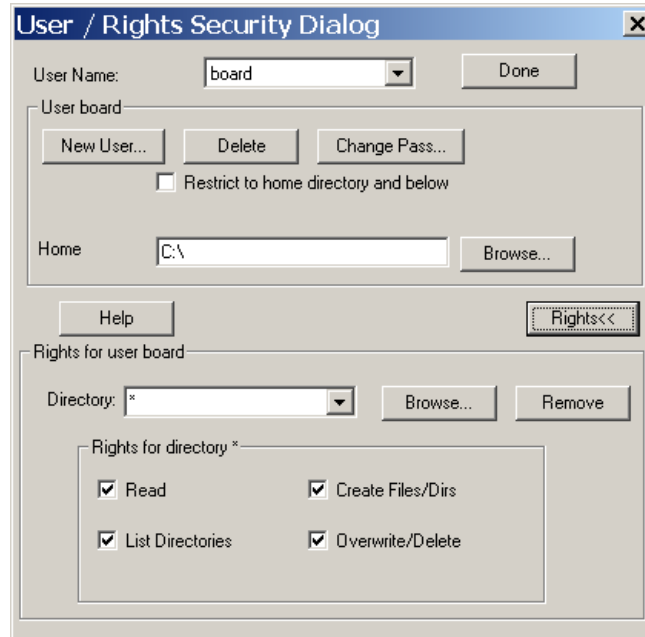 User / Rights Security Dialog
User Name: board Done
User board
New User... Delete Change Pass...
Restrict to home directory and below
Home C:\ Browse...
Help Rights<<
Rights for user board
Directory: * Browse... Remove
Rights for directory *
Read Create Files/Dirs
List Directories Overwrite/Delete